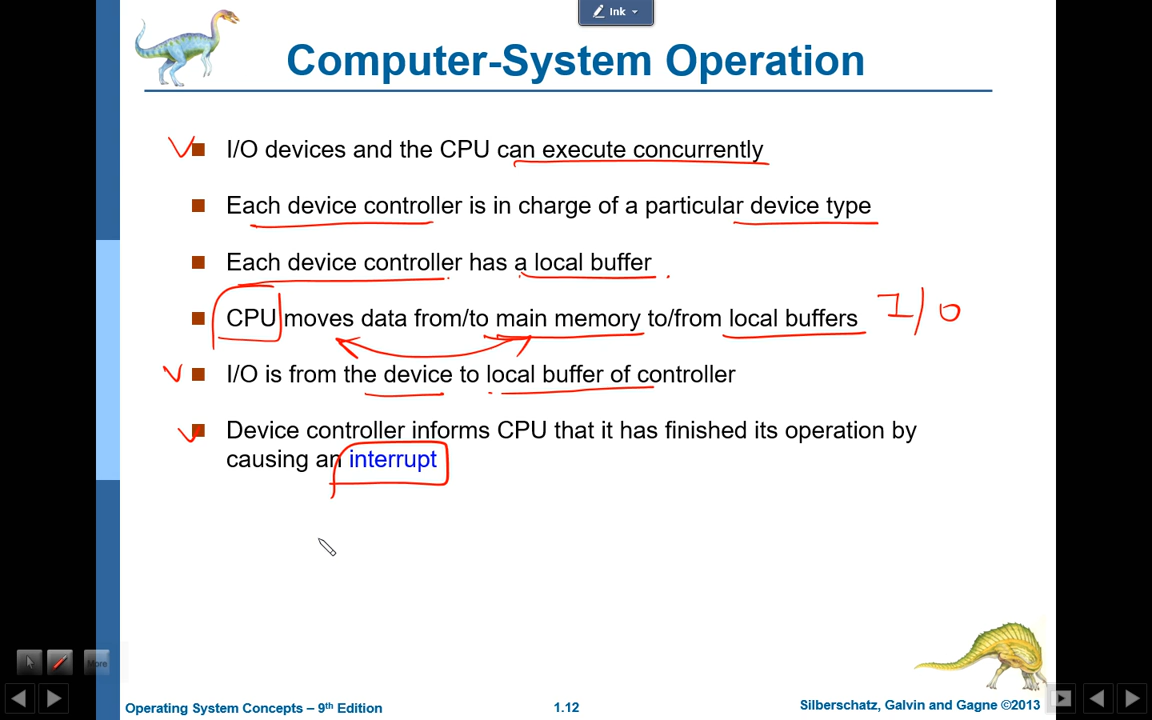 Ink
Computer-System Operation
I/O devices and the CPU can execute concurrently
Each device controller is in charge of a particular device type
Each device controller has a local buffer
CPU moves data from/to main memory to/from local buffers I/O
I/O is from the device to local buffer of controller
Device controller informs CPU that it has finished its operation by
causing an interrupt
More
Operating System Concepts – 9th Edition
1.12
Silberschatz, Galvin and Gagne ©2013